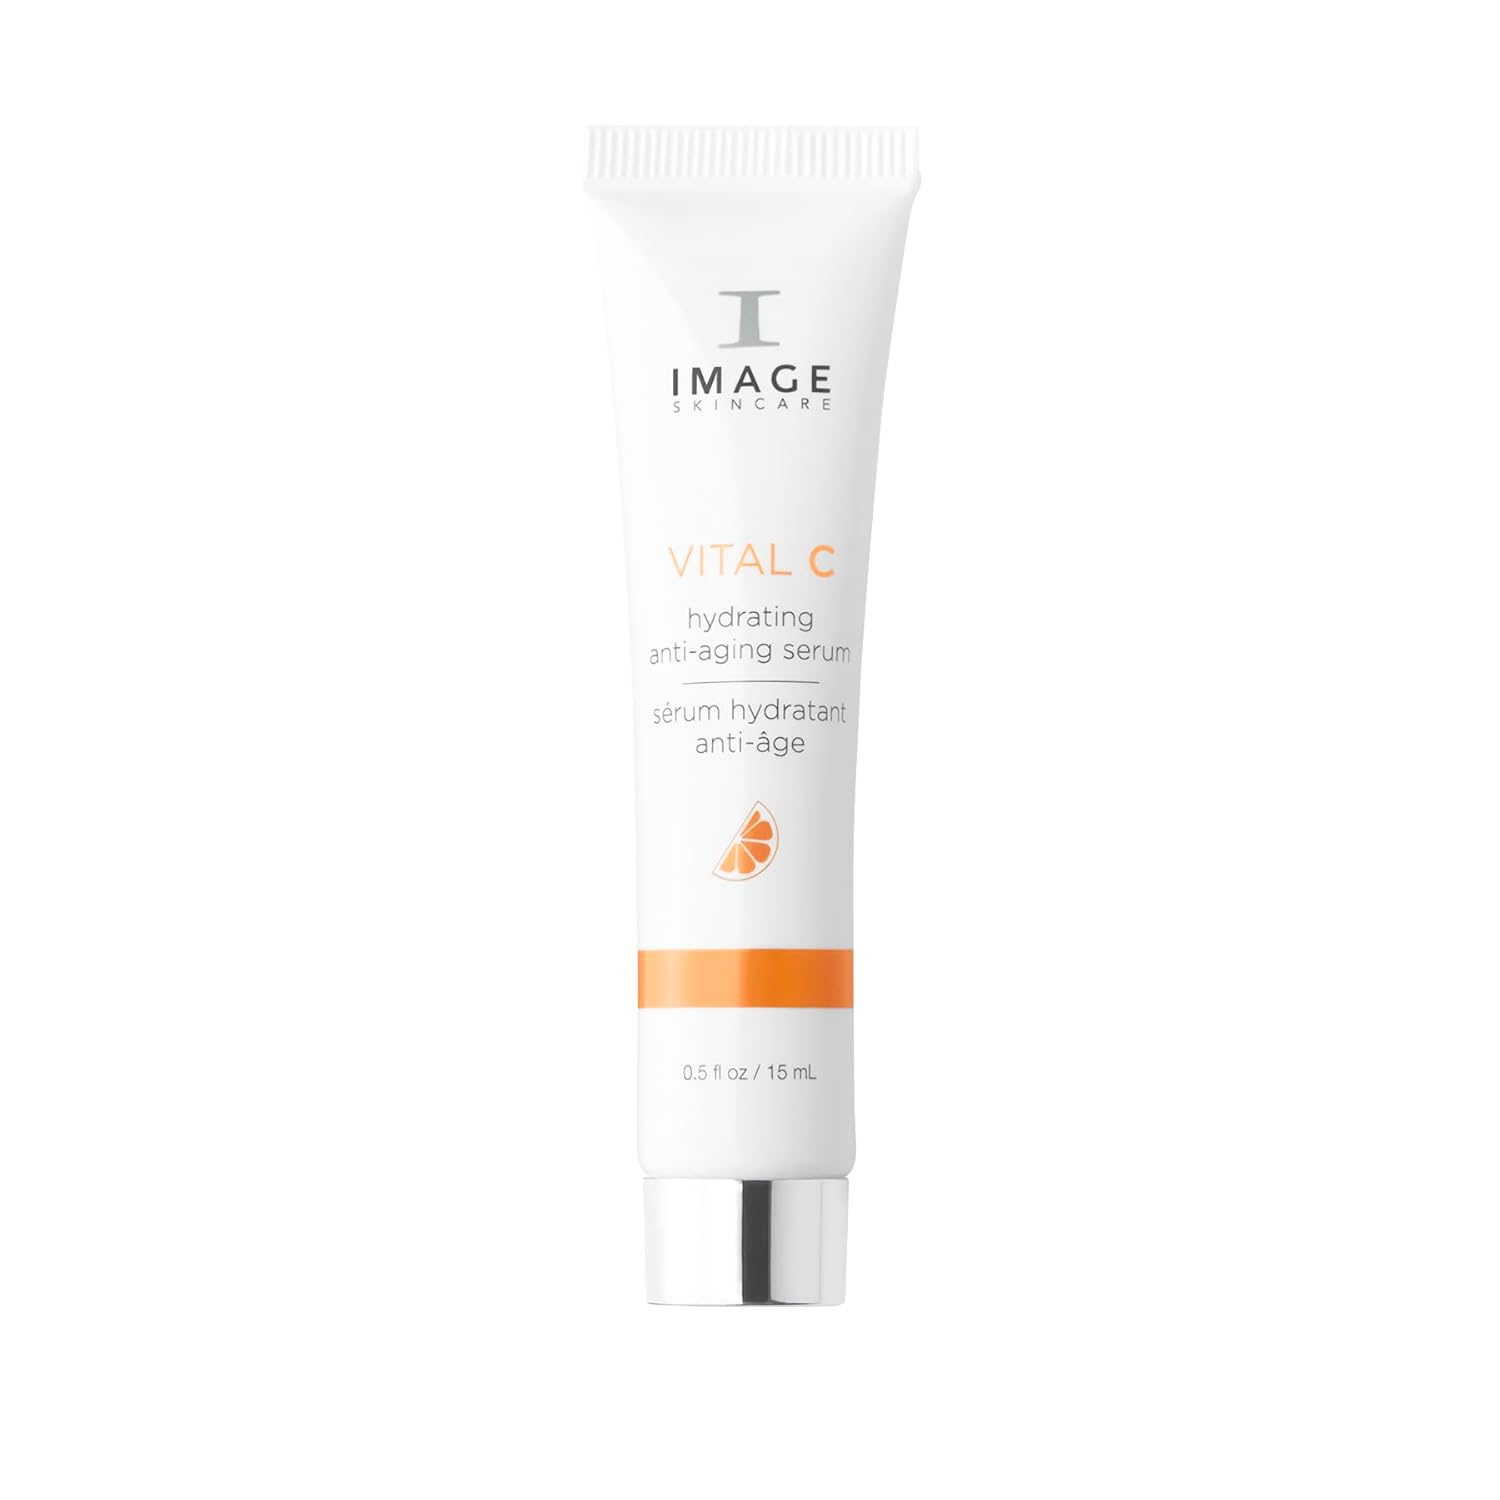 I
IMAGE
SKINCARE
VITAL C
hydrating
anti-aging serum
sérum hydratant
anti-âge
0.5 fl oz / 15 mL